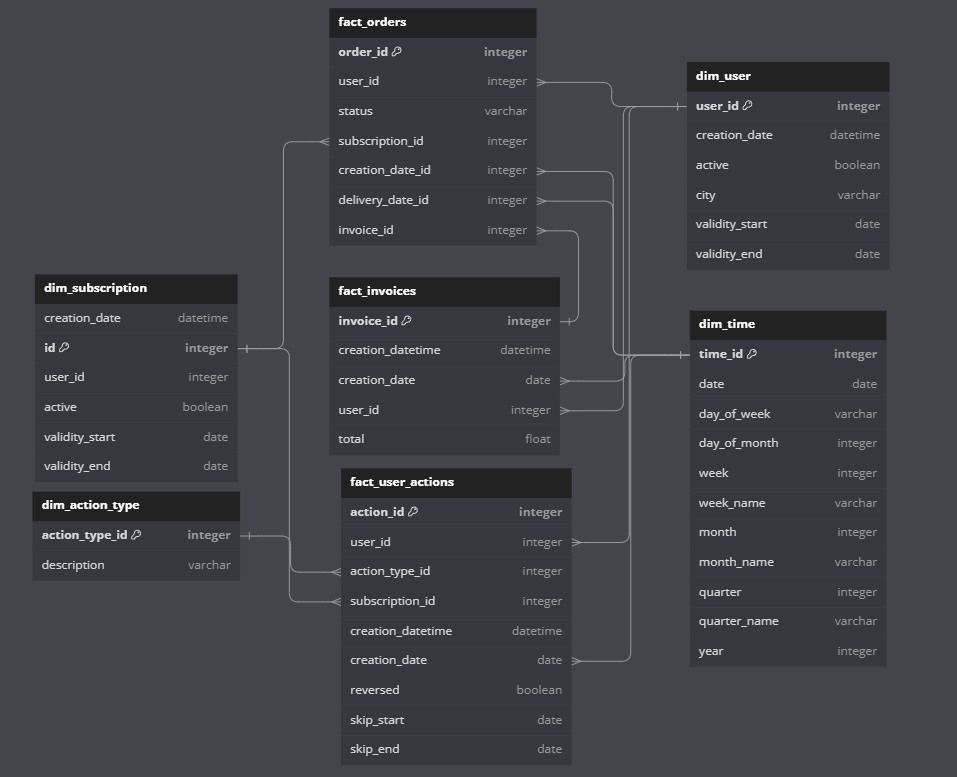 fact_orders
order_id integer
user_id integer
status varchar
subscription_id integer
creation_date_id integer
delivery_date_id integer
invoice_id integer
dim_user
user_id integer
creation_date datetime
active boolean
city varchar
validity_start date
validity_end date
dim_subscription
creation_date datetime
id integer
user_id integer
active boolean
validity_start date
validity_end date
fact_invoices
invoice_id integer
creation_datetime datetime
creation_date date
user_id integer
total float
dim_time
time_id integer
date date
day_of_week varchar
day_of_month integer
week integer
week_name varchar
month integer
month_name varchar
quarter integer
quarter_name varchar
year integer
dim_action_type
action_type_id integer
description varchar
fact_user_actions
action_id integer
user_id integer
action_type_id integer
subscription_id integer
creation_datetime datetime
creation_date date
reversed boolean
skip_start date
skip_end date